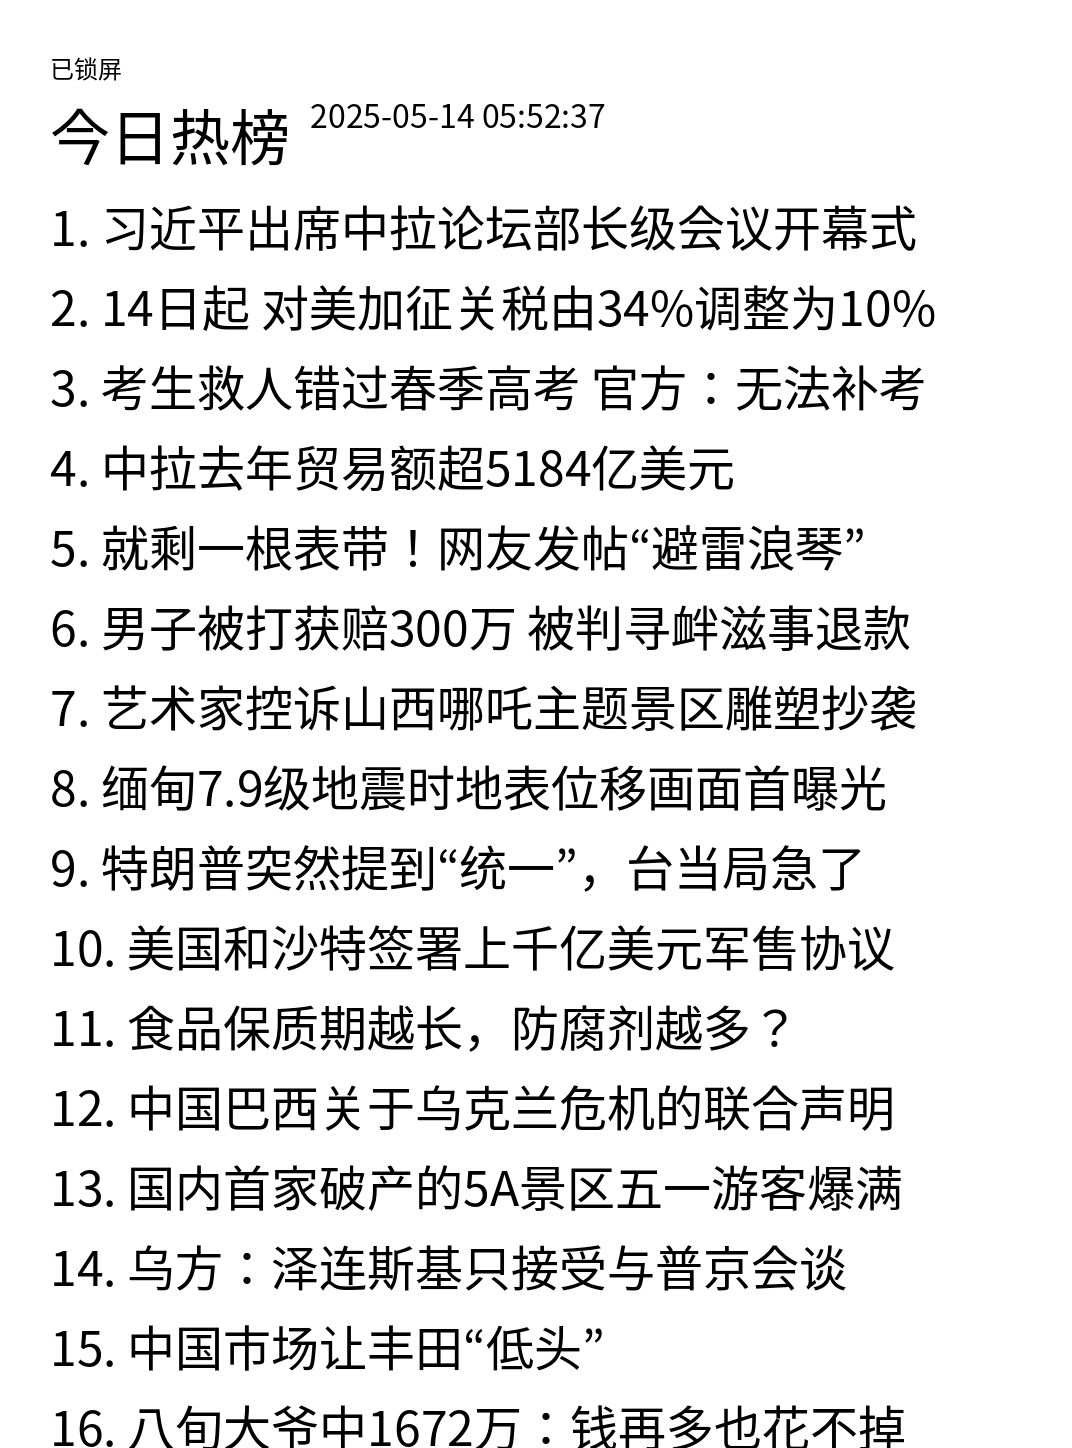 已锁屏
今日热榜 2025-05-14 05:52:37
1. 习近平出席中拉论坛部长级会议开幕式
2. 14日起 对美加征关税由34%调整为10%
3. 考生救人错过春季高考 官方：无法补考
4. 中拉去年贸易额超5184亿美元
5. 就剩一根表带！网友发帖“避雷浪琴”
6. 男子被打获赔300万 被判寻衅滋事退款
7. 艺术家控诉山西哪吒主题景区雕塑抄袭
8. 缅甸7.9级地震时地表位移画面首曝光
9. 特朗普突然提到“统一”，台当局急了
10. 美国和沙特签署上千亿美元军售协议
11. 食品保质期越长，防腐剂越多？
12. 中国巴西关于乌克兰危机的联合声明
13. 国内首家破产的5A景区五一游客爆满
14. 乌方：泽连斯基只接受与普京会谈
15. 中国市场让丰田“低头”
16. 八旬大爷中1672万：钱再多也花不掉